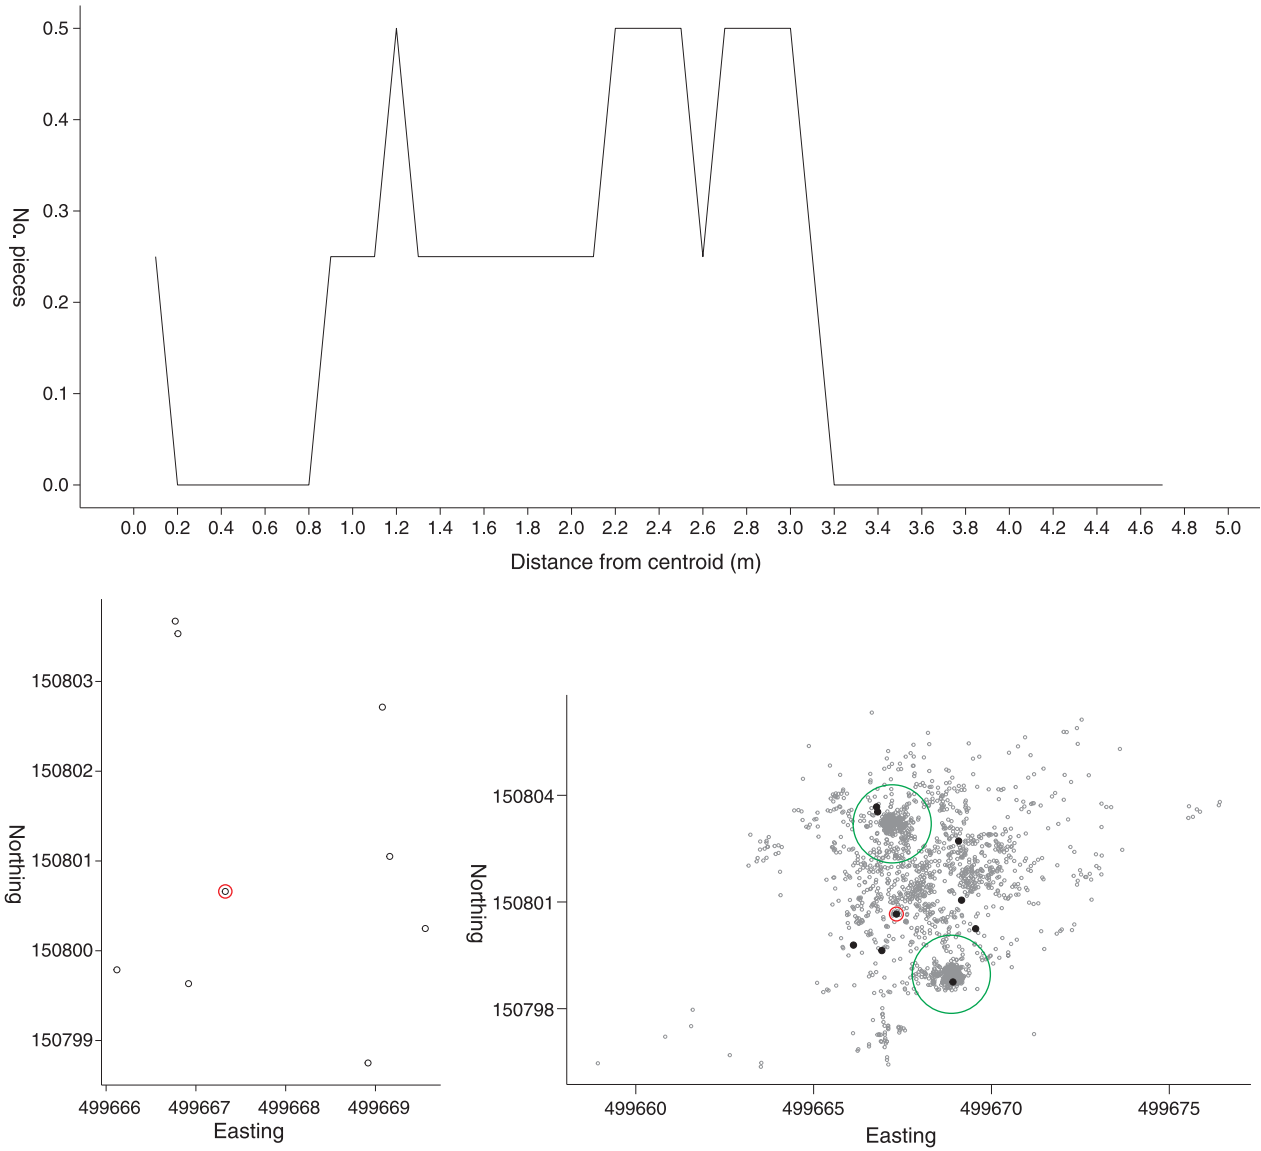 0.5
0.4
0.3
0.2
0.1
0.0
No. pieces
0.0 0.2 0.4 0.6 0.8 1.0 1.2 1.4 1.6 1.8 2.0 2.2 2.4 2.6 2.8 3.0 3.2 3.4 3.6 3.8 4.0 4.2 4.4 4.6 4.8 5.0
Distance from centroid (m)
150803
150802
150801
150800
150799
Northing
499666 499667 499668 499669
Easting
150804
150801
150798
Northing
499660 499665 499670 499675
Easting